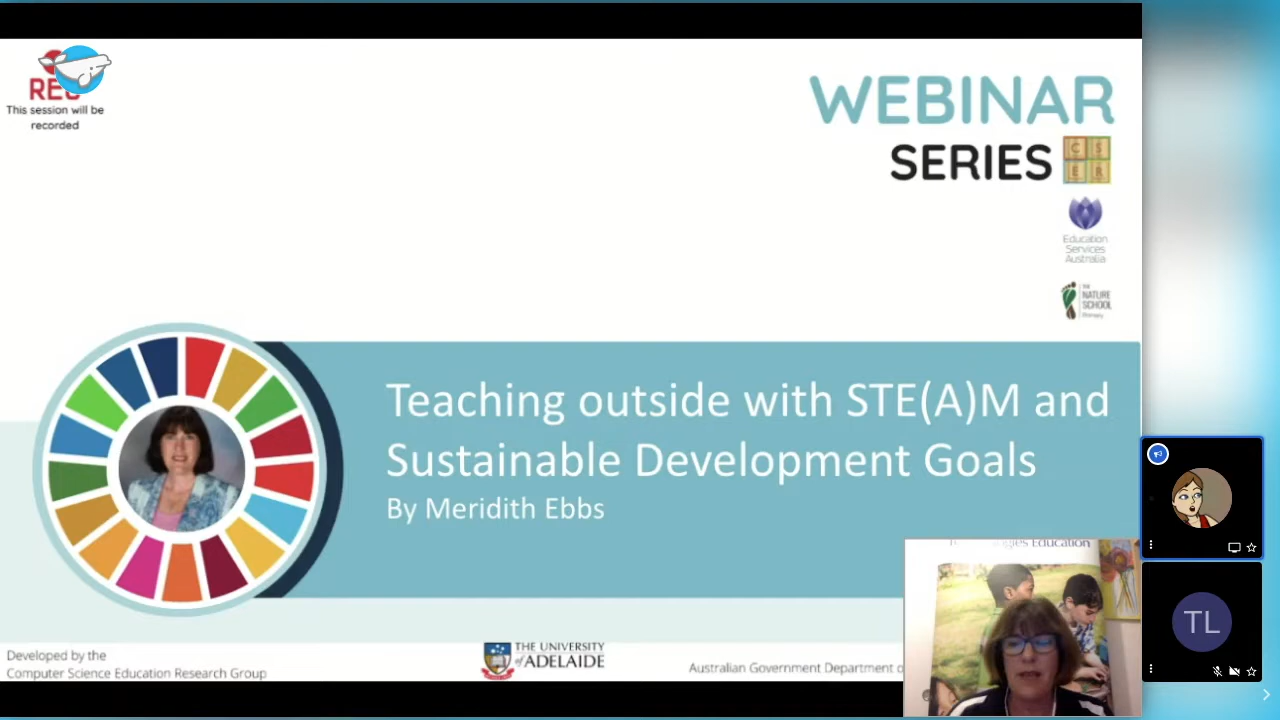 This session will be
recorded
WEBINAR
SERIES
C S
E R
Education
Services
Australia
THE
NATURE
SCHOOL
Primary
Teaching outside with STE(A)M and
Sustainable Development Goals
By Meridith Ebbs
Education
TL
Developed by the
Computer Science Education Research Group
THE UNIVERSITY
of ADELAIDE
Australian Government Department